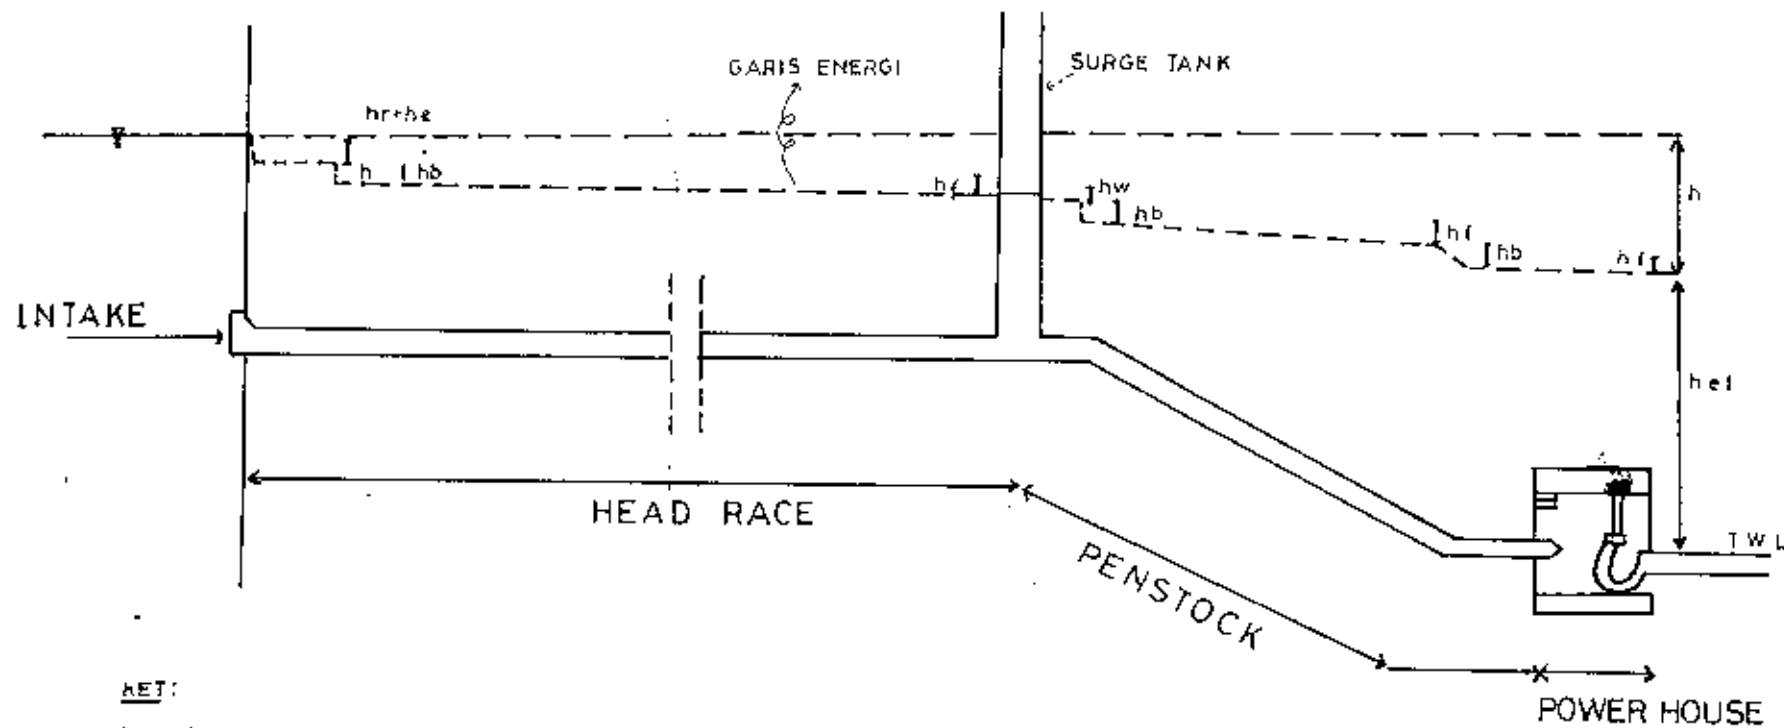 GARIS ENERGI
SURGE TANK
hr+he
h
hb
hf
hw
hb
hf
hb
hf
h
INTAKE
hef
HEAD RACE
PENSTOCK
TWL
KET:
POWER HOUSE